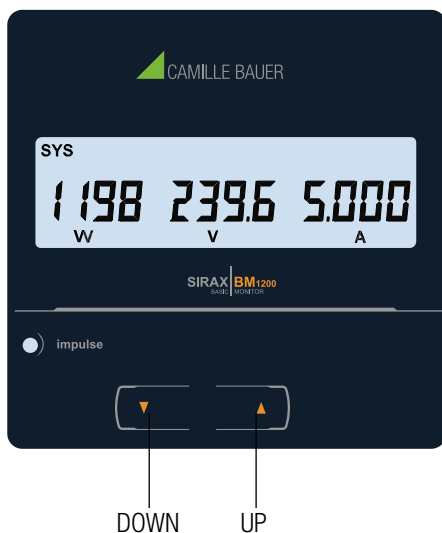 CAMILLE BAUER
SYS
1198 239.6 5.000
W V A
SIRAX BM1200
BASIC MONITOR
impulse
DOWN UP